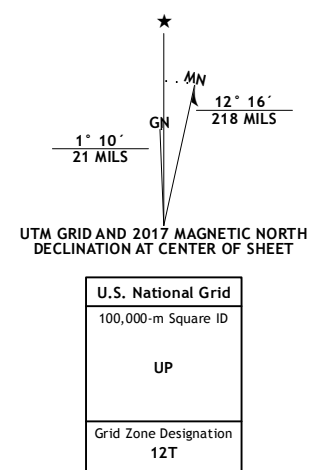 ★
MN
12° 16´
218 MILS
GN
1° 10´
21 MILS
UTM GRID AND 2017 MAGNETIC NORTH
DECLINATION AT CENTER OF SHEET
U.S. National Grid
100,000-m Square ID
UP
Grid Zone Designation
12T